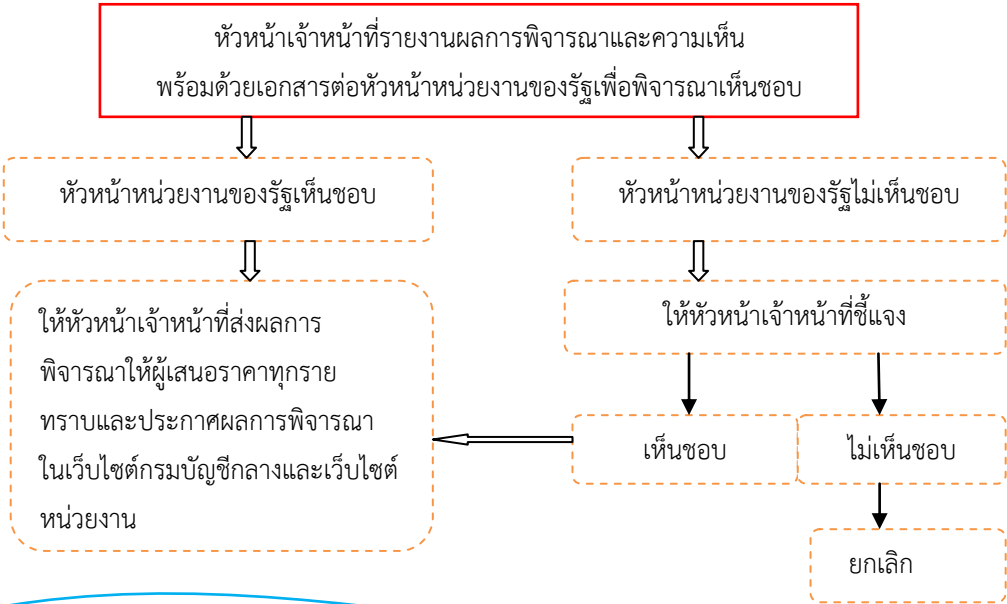 หัวหน้าเจ้าหน้าที่รายงานผลการพิจารณาและความเห็น
พร้อมด้วยเอกสารต่อหัวหน้าหน่วยงานของรัฐเพื่อพิจารณาเห็นชอบ
หัวหน้าหน่วยงานของรัฐเห็นชอบ
หัวหน้าหน่วยงานของรัฐไม่เห็นชอบ
ให้หัวหน้าเจ้าหน้าที่ส่งผลการ
พิจารณาให้ผู้เสนอราคาทุกราย
ทราบและประกาศผลการพิจารณา
ในเว็บไซต์กรมบัญชีกลางและเว็บไซต์
หน่วยงาน
ให้หัวหน้าเจ้าหน้าที่ชี้แจง
เห็นชอบ
ไม่เห็นชอบ
ยกเลิก